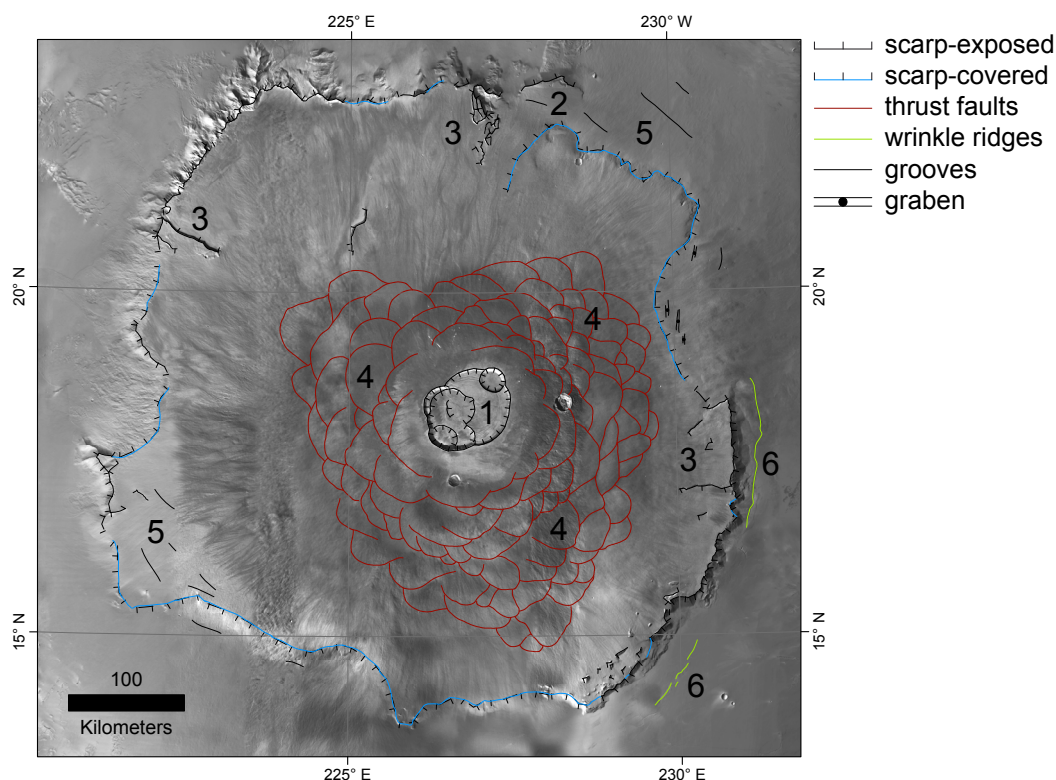 225° E
230° W
scarp-exposed
scarp-covered
thrust faults
wrinkle ridges
grooves
graben
2
3
5
3
20° N
20° N
4
4
1
3
6
5
4
15° N
15° N
6
100
Kilometers
225° E
230° E